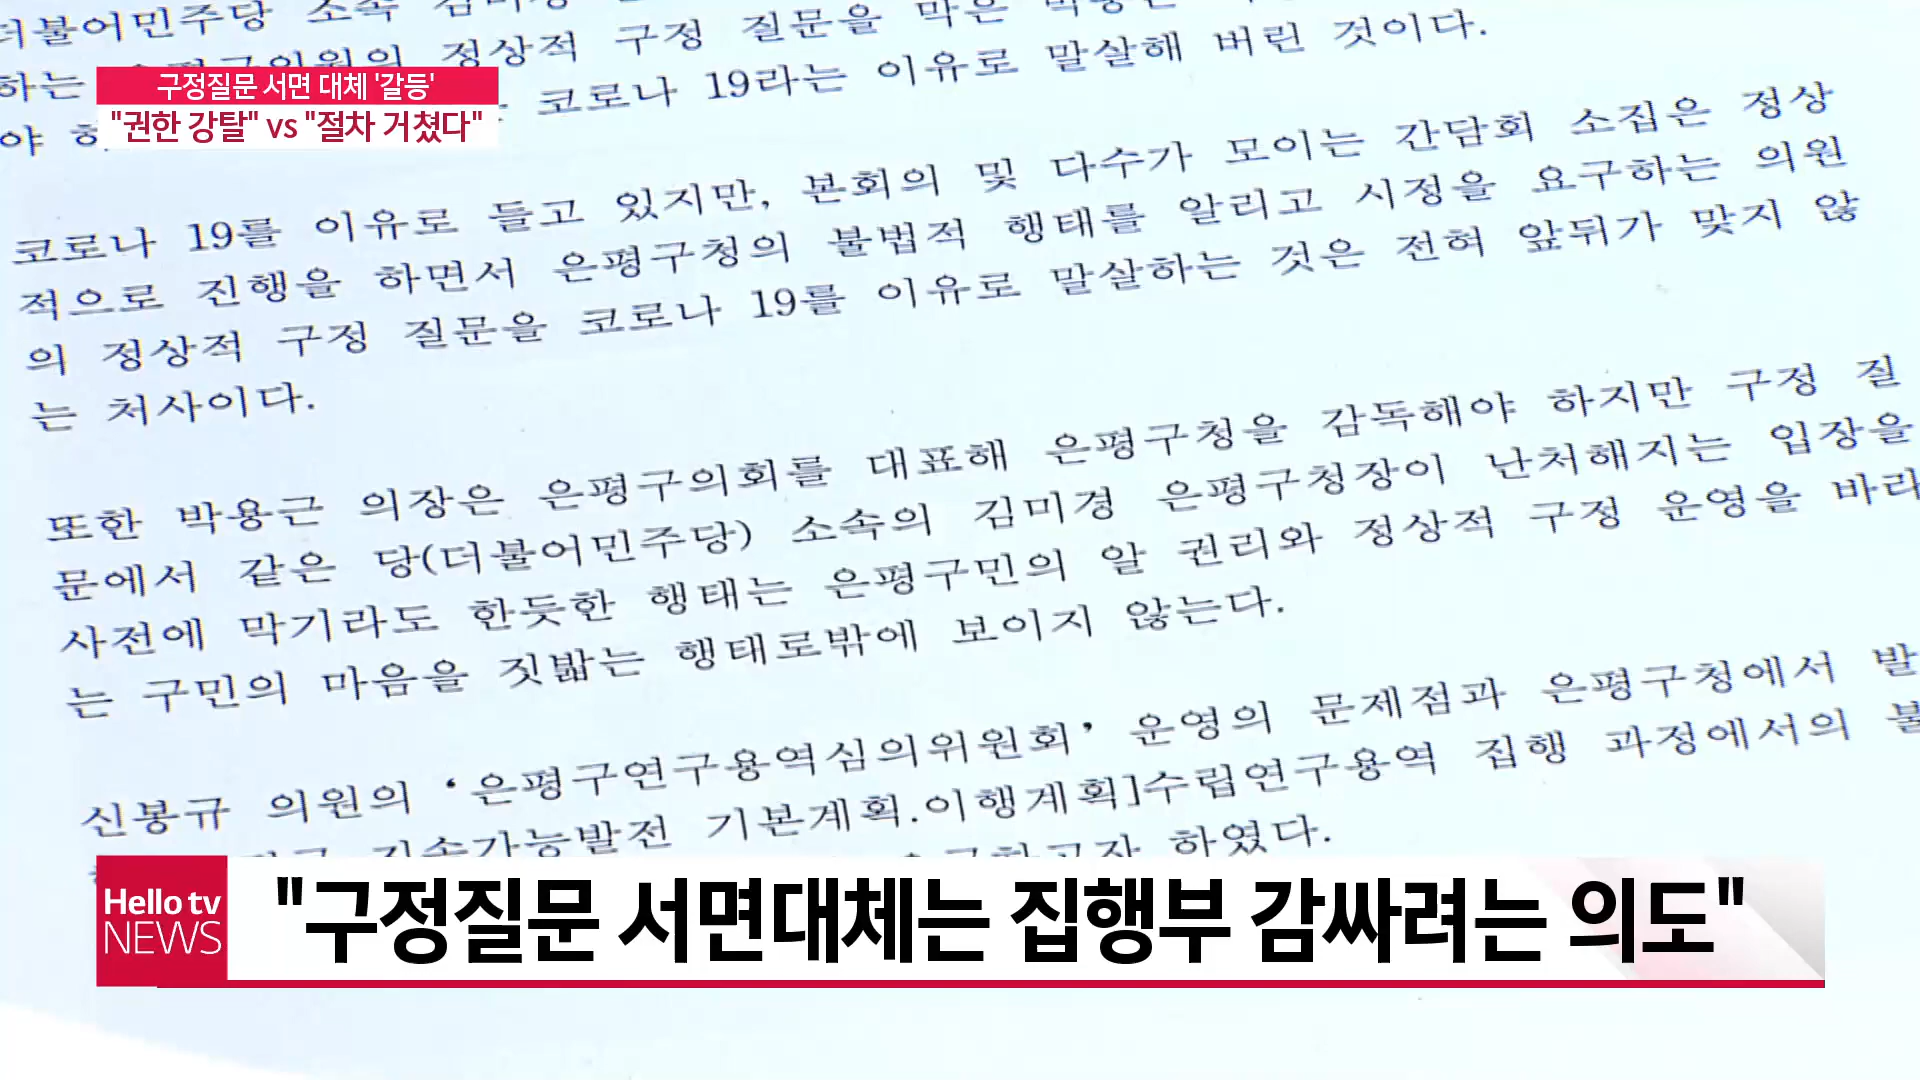 더불어민주당 소속
정상적 구정 질문을 막은
하는
코로나 19라는 이유로 말살해 버린 것이다.
야
구정질문 서면 대체 '갈등'
"권한 강탈" vs "절차 거쳤다"
코로나 19를 이유로 들고 있지만, 본회의 및 다수가 모이는 간담회 소집은 정상
적으로 진행을 하면서 은평구청의 불법적 행태를 알리고 시정을 요구하는 의원
의 정상적 구정 질문을 코로나 19를 이유로 말살하는 것은 전혀 앞뒤가 맞지 않
는 처사이다.
또한 박용근 의장은 은평구의회를 대표해 은평구청을 감독해야 하지만 구정 질
문에서 같은 당(더불어민주당) 소속의 김미경 은평구청장이 난처해지는 입장을
사전에 막기라도 한듯한 행태는 은평구민의 알 권리와 정상적 구정 운영을 바라
는 구민의 마음을 짓밟는 행태로밖에 보이지 않는다.
신봉규 의원의 '은평구연구용역심의위원회' 운영의 문제점과 은평구청에서 발
지속가능발전 기본계획.이행계획]수립연구용역 집행 과정에서의 불
하였다.
Hello tv
NEWS
"구정질문 서면대체는 집행부 감싸려는 의도"